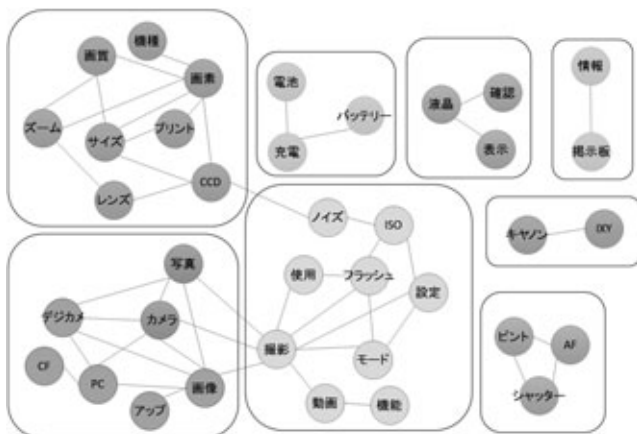 機種
画質
画素
ズーム
サイズ
プリント
レンズ
CCD
電池
バッテリー
充電
液晶
確認
表示
情報
掲示板
ノイズ
ISO
使用
フラッシュ
設定
撮影
モード
動画
機能
キヤノン
IXY
写真
デジカメ
カメラ
CF
PC
画像
アップ
ピント
AF
シャッター